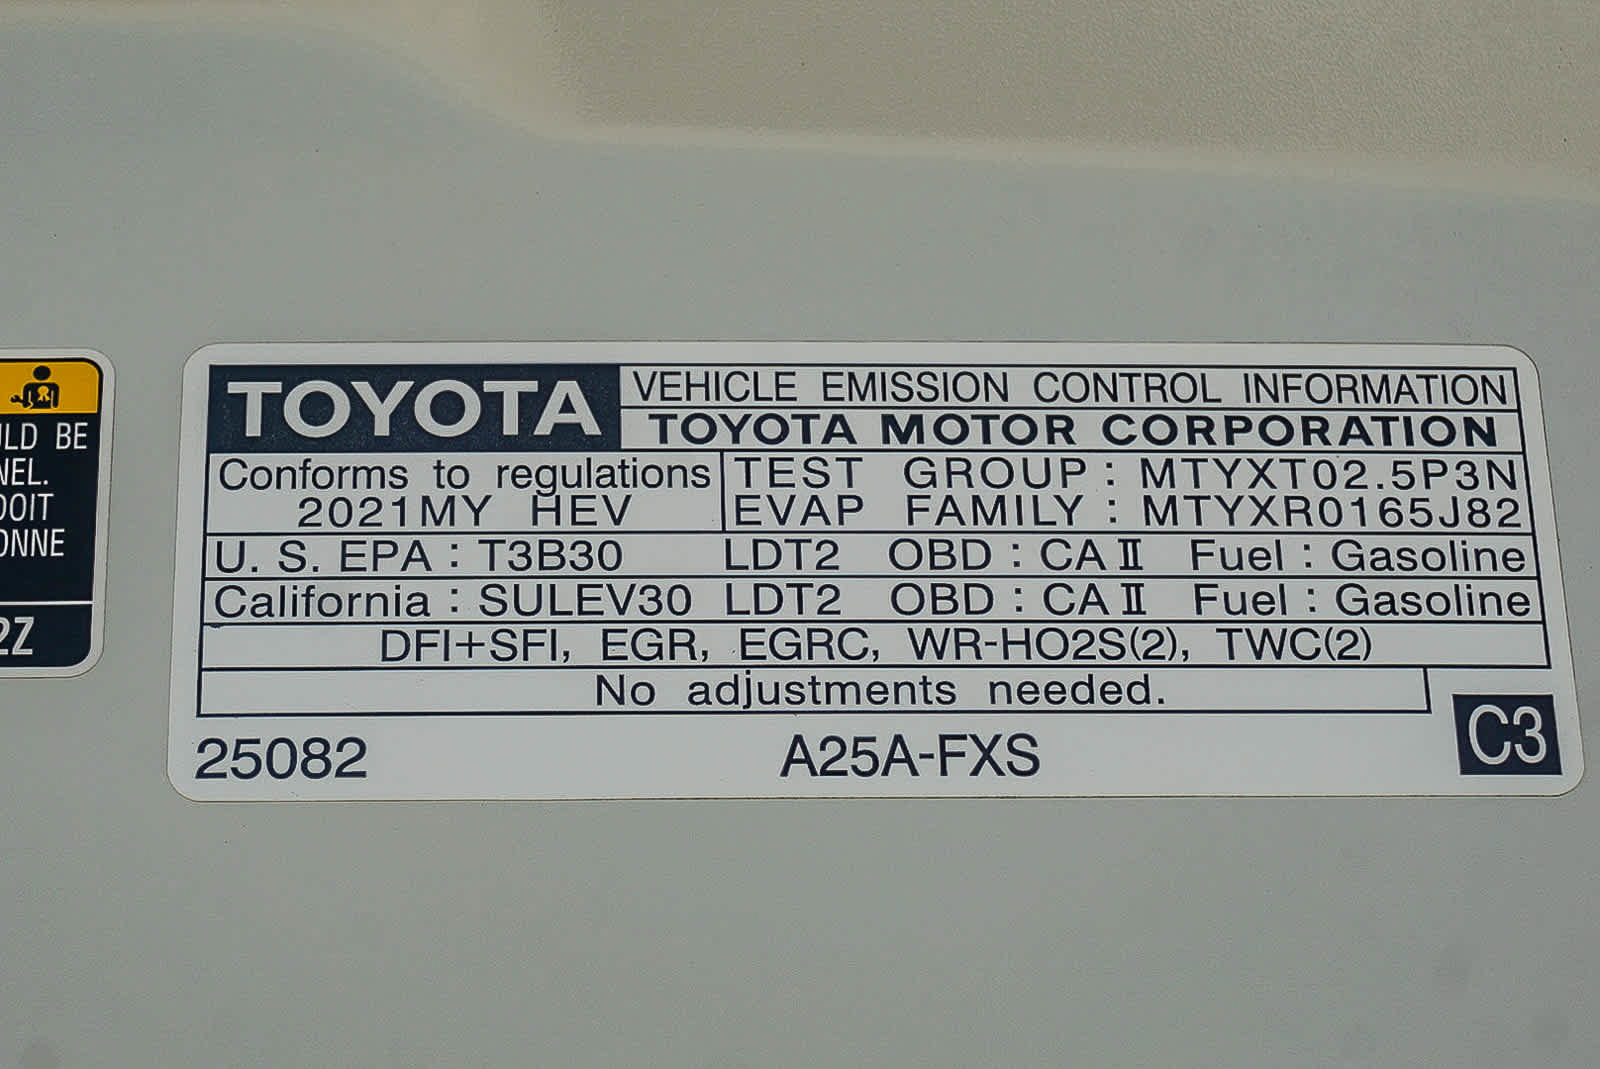 ULD BE
NEL.
DOIT
ONNE
2Z
TOYOTA
VEHICLE EMISSION CONTROL INFORMATION
TOYOTA MOTOR CORPORATION
Conforms to regulations
2021MY HEV
TEST GROUP : MTYXT02.5P3N
EVAP FAMILY : MTYXR0165J82
U. S. EPA : T3B30 LDT2 OBD : CA II Fuel : Gasoline
California : SULEV30 LDT2 OBD : CA II Fuel : Gasoline
DFI+SFI, EGR, EGRC, WR-HO2S(2), TWC(2)
No adjustments needed.
25082 A25A-FXS C3